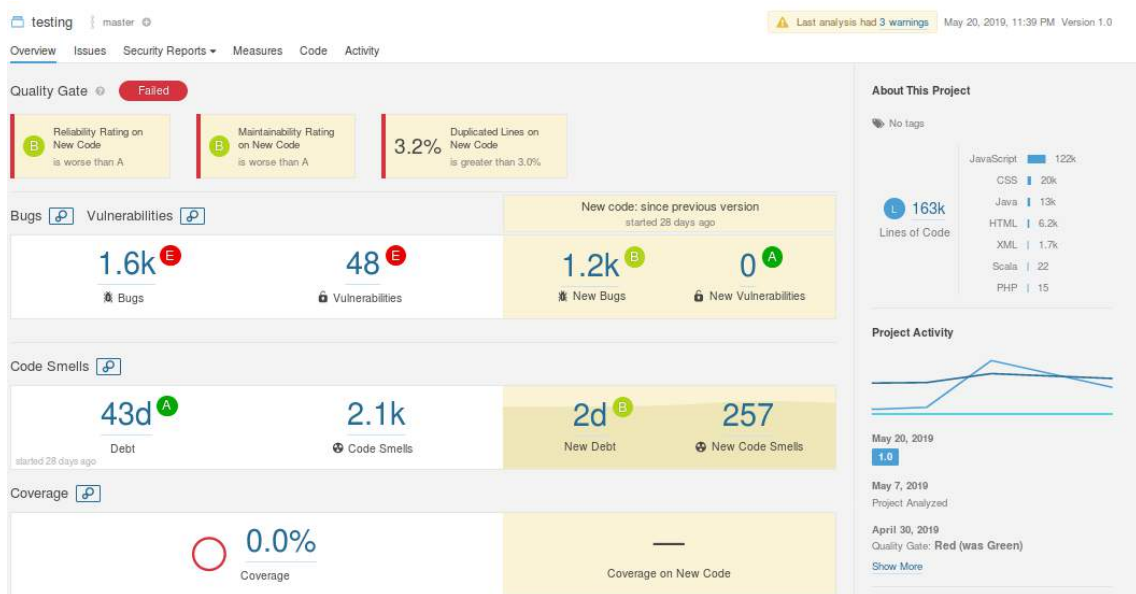 testing master
Last analysis had 3 warnings May 20, 2019, 11:39 PM Version 1.0
Overview Issues Security Reports Measures Code Activity
Quality Gate Failed
B Reliability Rating on New Code is worse than A
B Maintainability Rating on New Code is worse than A
3.2% Duplicated Lines on New Code is greater than 3.0%
Bugs Vulnerabilities
New code: since previous version
started 28 days ago
1.6k E
Bugs
48 E
Vulnerabilities
1.2k B
New Bugs
0 A
New Vulnerabilities
Code Smells
43d A
Debt
started 28 days ago
2.1k
Code Smells
2d B
New Debt
257
New Code Smells
Coverage
0.0%
Coverage
—
Coverage on New Code
About This Project
No tags
L 163k
Lines of Code
JavaScript 122k
CSS 20k
Java 13k
HTML 6.2k
XML 1.7k
Scala 22
PHP 15
Project Activity
May 20, 2019
1.0
May 7, 2019
Project Analyzed
April 30, 2019
Quality Gate: Red (was Green)
Show More